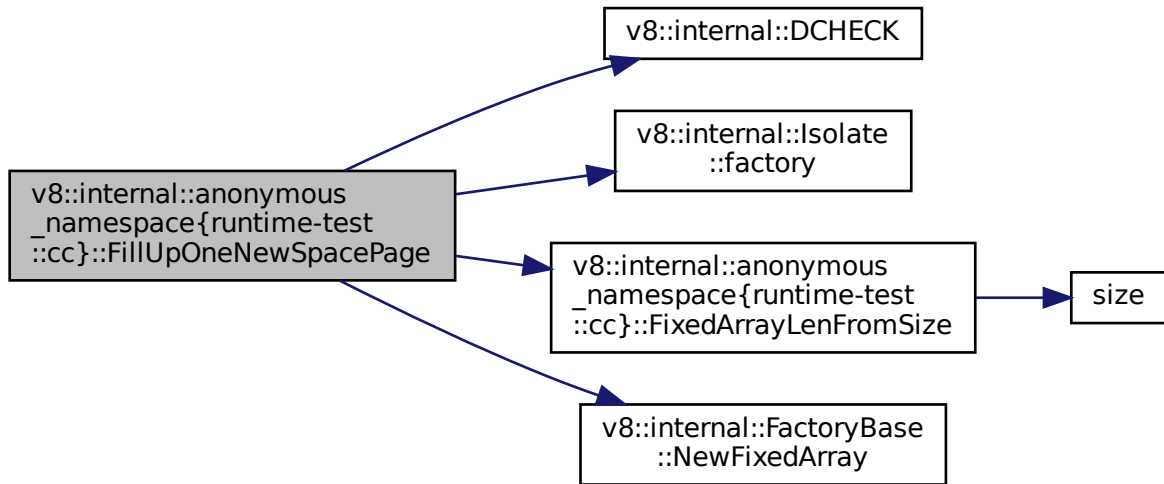 v8::internal::DCHECK
v8::internal::Isolate
::factory
v8::internal::anonymous
_namespace{runtime-test
::cc}::FillUpOneNewSpacePage
v8::internal::anonymous
_namespace{runtime-test
::cc}::FixedArrayLenFromSize
size
v8::internal::FactoryBase
::NewFixedArray